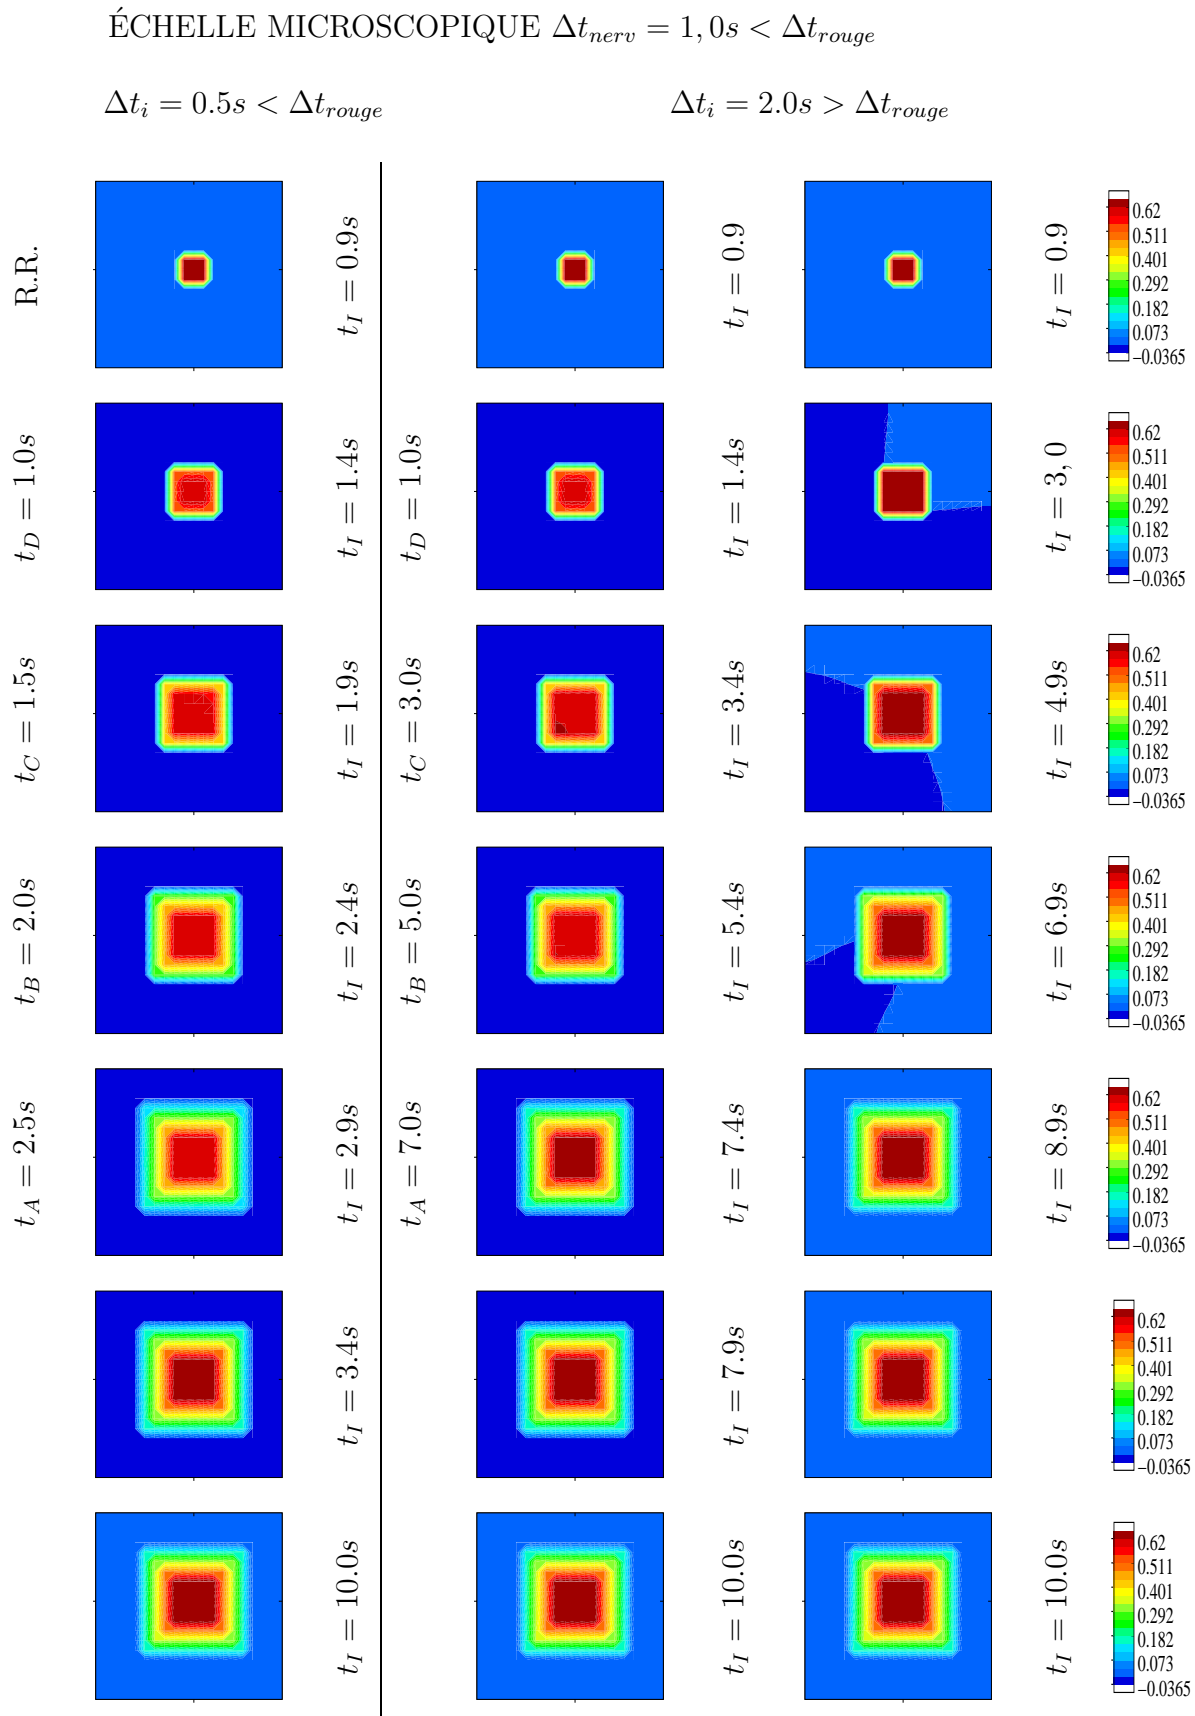 ÉCHELLE MICROSCOPIQUE Δt_nerv = 1, 0s < Δt_rouge
Δt_i = 0.5s < Δt_rouge
Δt_i = 2.0s > Δt_rouge
R.R.
t_I = 0.9s
t_I = 0.9
t_I = 0.9
0.62
0.511
0.401
0.292
0.182
0.073
−0.0365
t_D = 1.0s
t_I = 1.4s
t_D = 1.0s
t_I = 1.4s
t_I = 3, 0
0.62
0.511
0.401
0.292
0.182
0.073
−0.0365
t_C = 1.5s
t_I = 1.9s
t_C = 3.0s
t_I = 3.4s
t_I = 4.9s
0.62
0.511
0.401
0.292
0.182
0.073
−0.0365
t_B = 2.0s
t_I = 2.4s
t_B = 5.0s
t_I = 5.4s
t_I = 6.9s
0.62
0.511
0.401
0.292
0.182
0.073
−0.0365
t_A = 2.5s
t_I = 2.9s
t_A = 7.0s
t_I = 7.4s
t_I = 8.9s
0.62
0.511
0.401
0.292
0.182
0.073
−0.0365
t_I = 3.4s
t_I = 7.9s
0.62
0.511
0.401
0.292
0.182
0.073
−0.0365
t_I = 10.0s
t_I = 10.0s
t_I = 10.0s
0.62
0.511
0.401
0.292
0.182
0.073
−0.0365